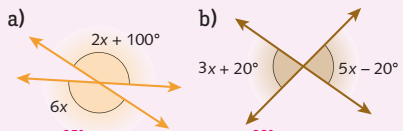 a)
2x + 100°
6x
b)
3x + 20°
5x – 20°